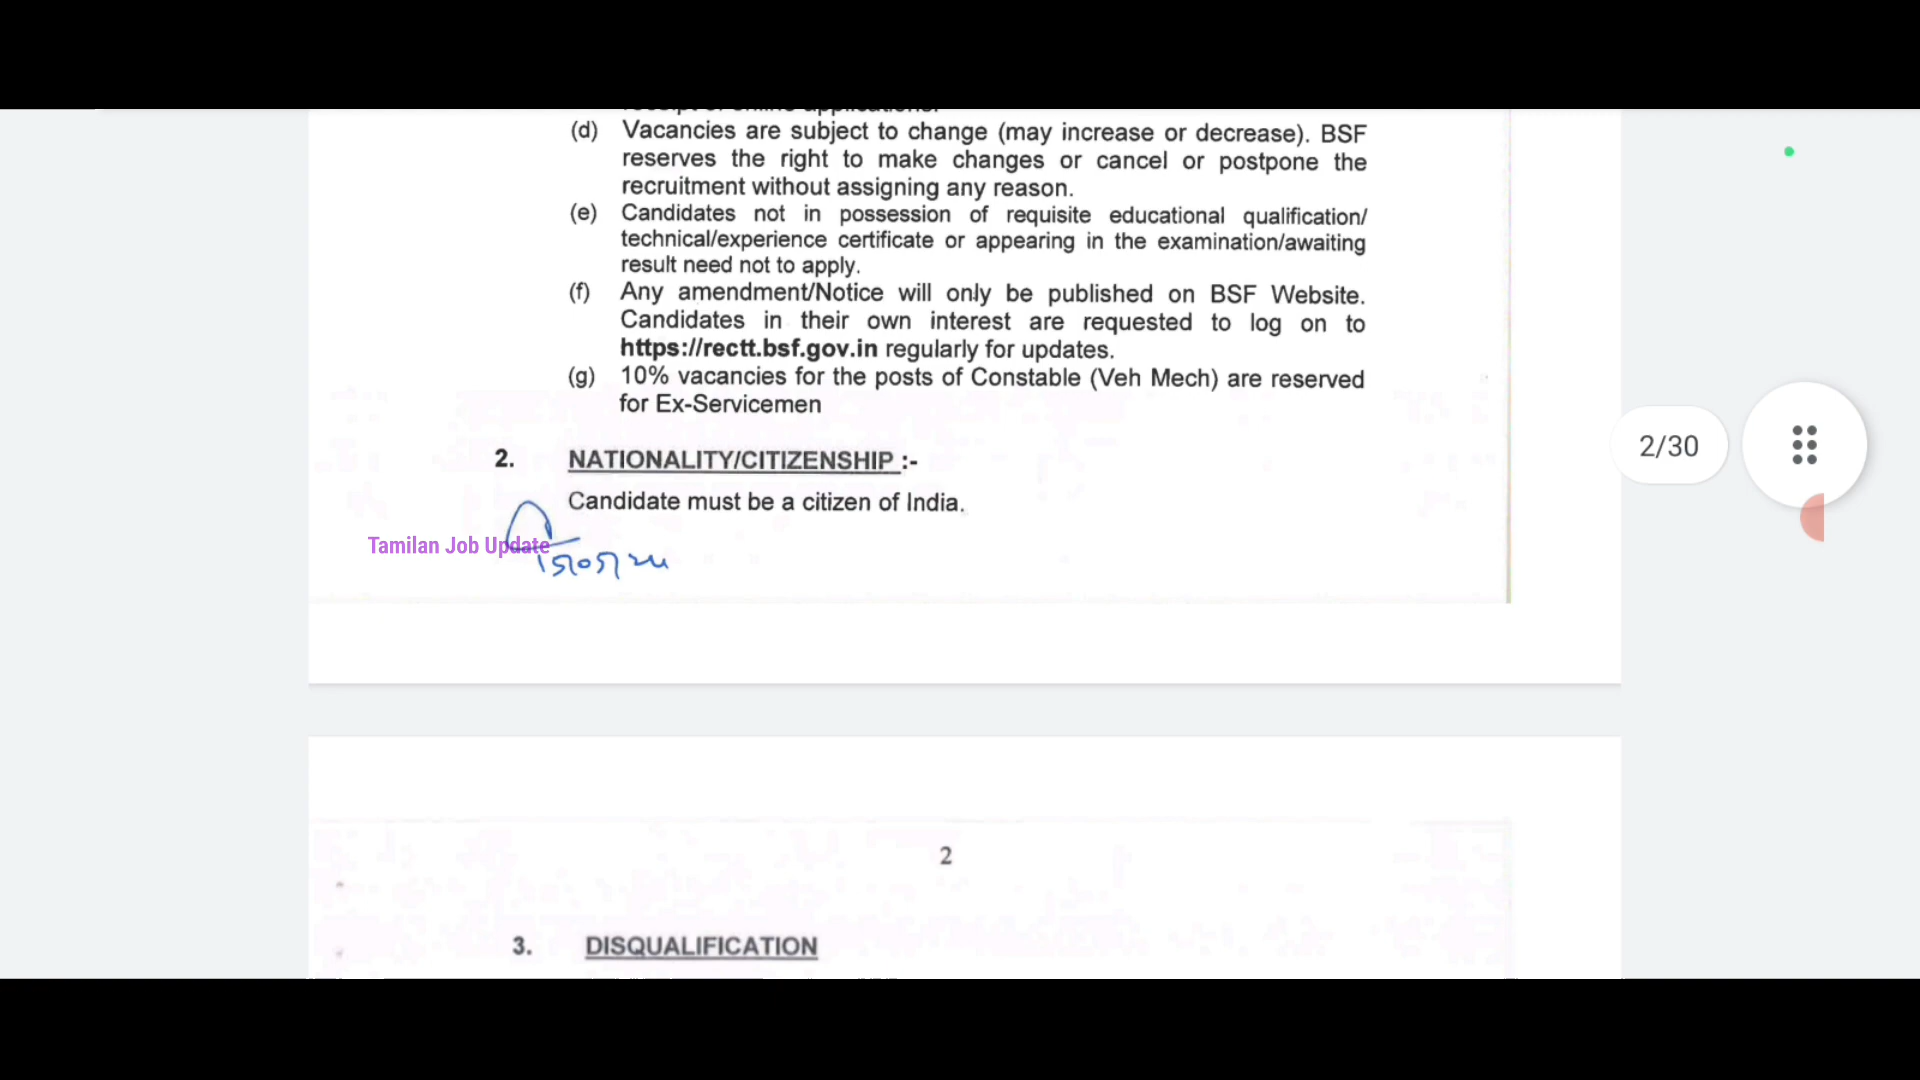 receipt of online applications.
(d) Vacancies are subject to change (may increase or decrease). BSF
reserves the right to make changes or cancel or postpone the
recruitment without assigning any reason.
(e) Candidates not in possession of requisite educational qualification/
technical/experience certificate or appearing in the examination/awaiting
result need not to apply.
(f) Any amendment/Notice will only be published on BSF Website.
Candidates in their own interest are requested to log on to
https://rectt.bsf.gov.in regularly for updates.
(g) 10% vacancies for the posts of Constable (Veh Mech) are reserved
for Ex-Servicemen
2/30
2. NATIONALITY/CITIZENSHIP :-
Candidate must be a citizen of India.
Tamilan Job Update
2
3. DISQUALIFICATION